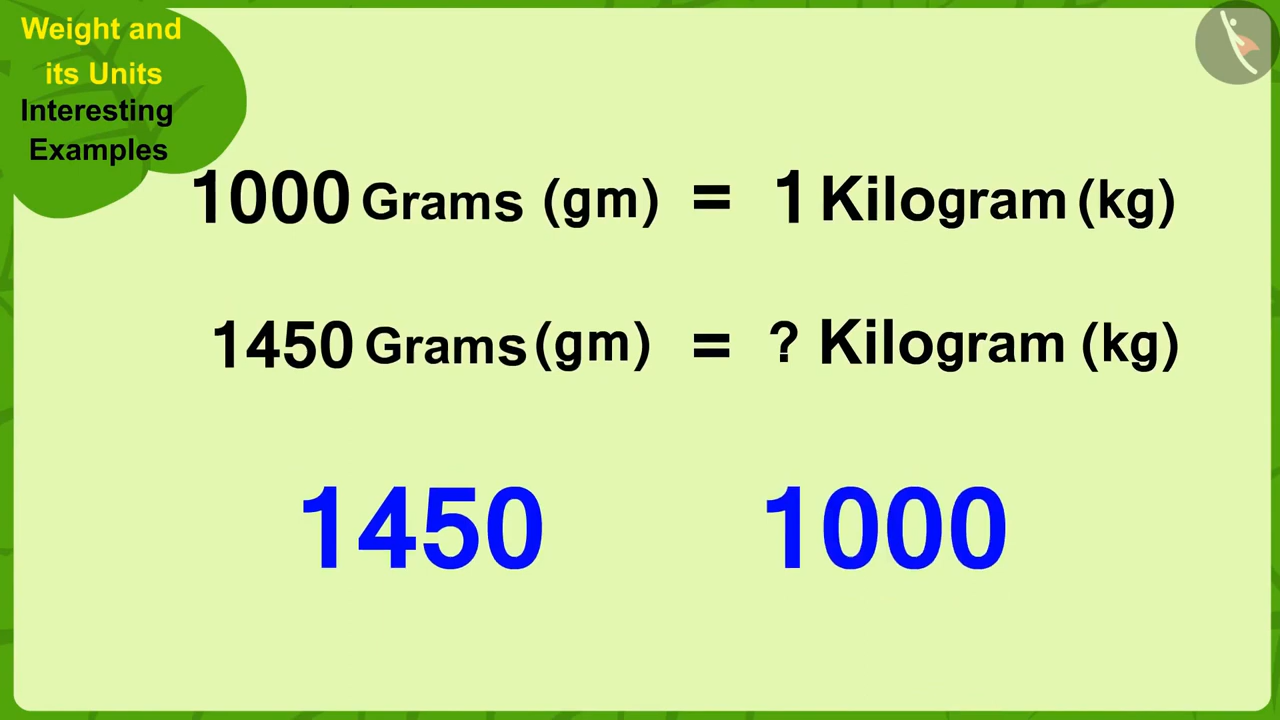 Weight and
its Units
Interesting
Examples
1000 Grams (gm) = 1 Kilogram (kg)
1450 Grams (gm) = ? Kilogram (kg)
1450 1000